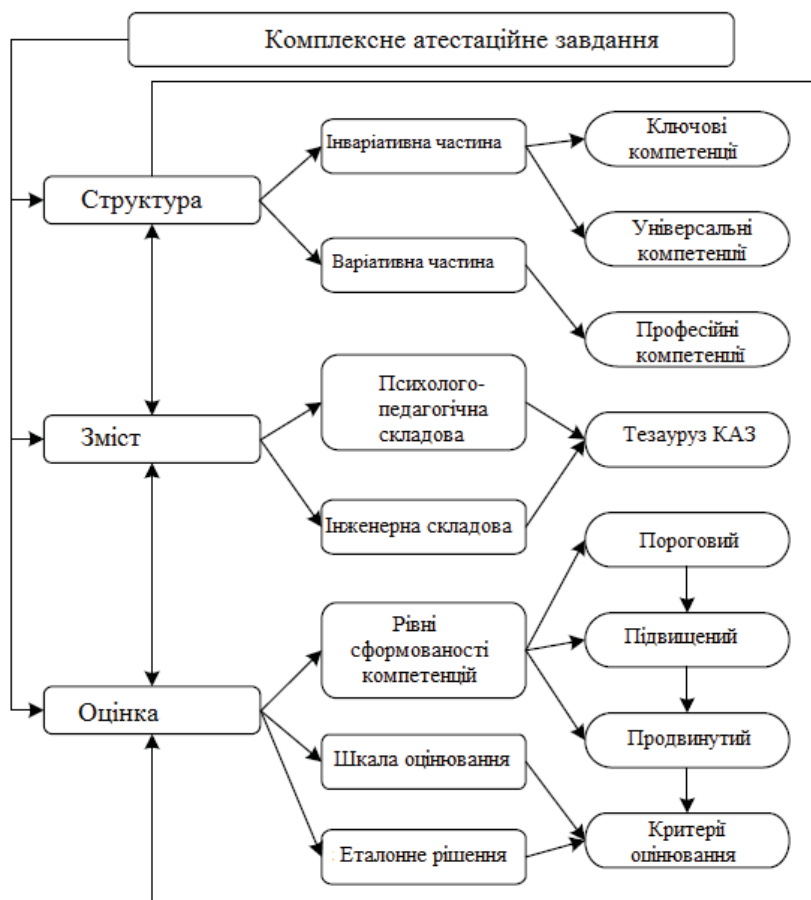 Комплексне атестаційне завдання
Інваріативна частина
Ключові
компетенції
Структура
Універсальні
компетенції
Варіативна частина
Професійні
компетенції
Психолого-
педагогічна
складова
Зміст
Тезауруз КАЗ
Інженерна складова
Пороговий
Рівні
сформованості
компетенцій
Підвищений
Оцінка
Продвинутий
Шкала оцінювання
Еталонне рішення
Критерії
оцінювання